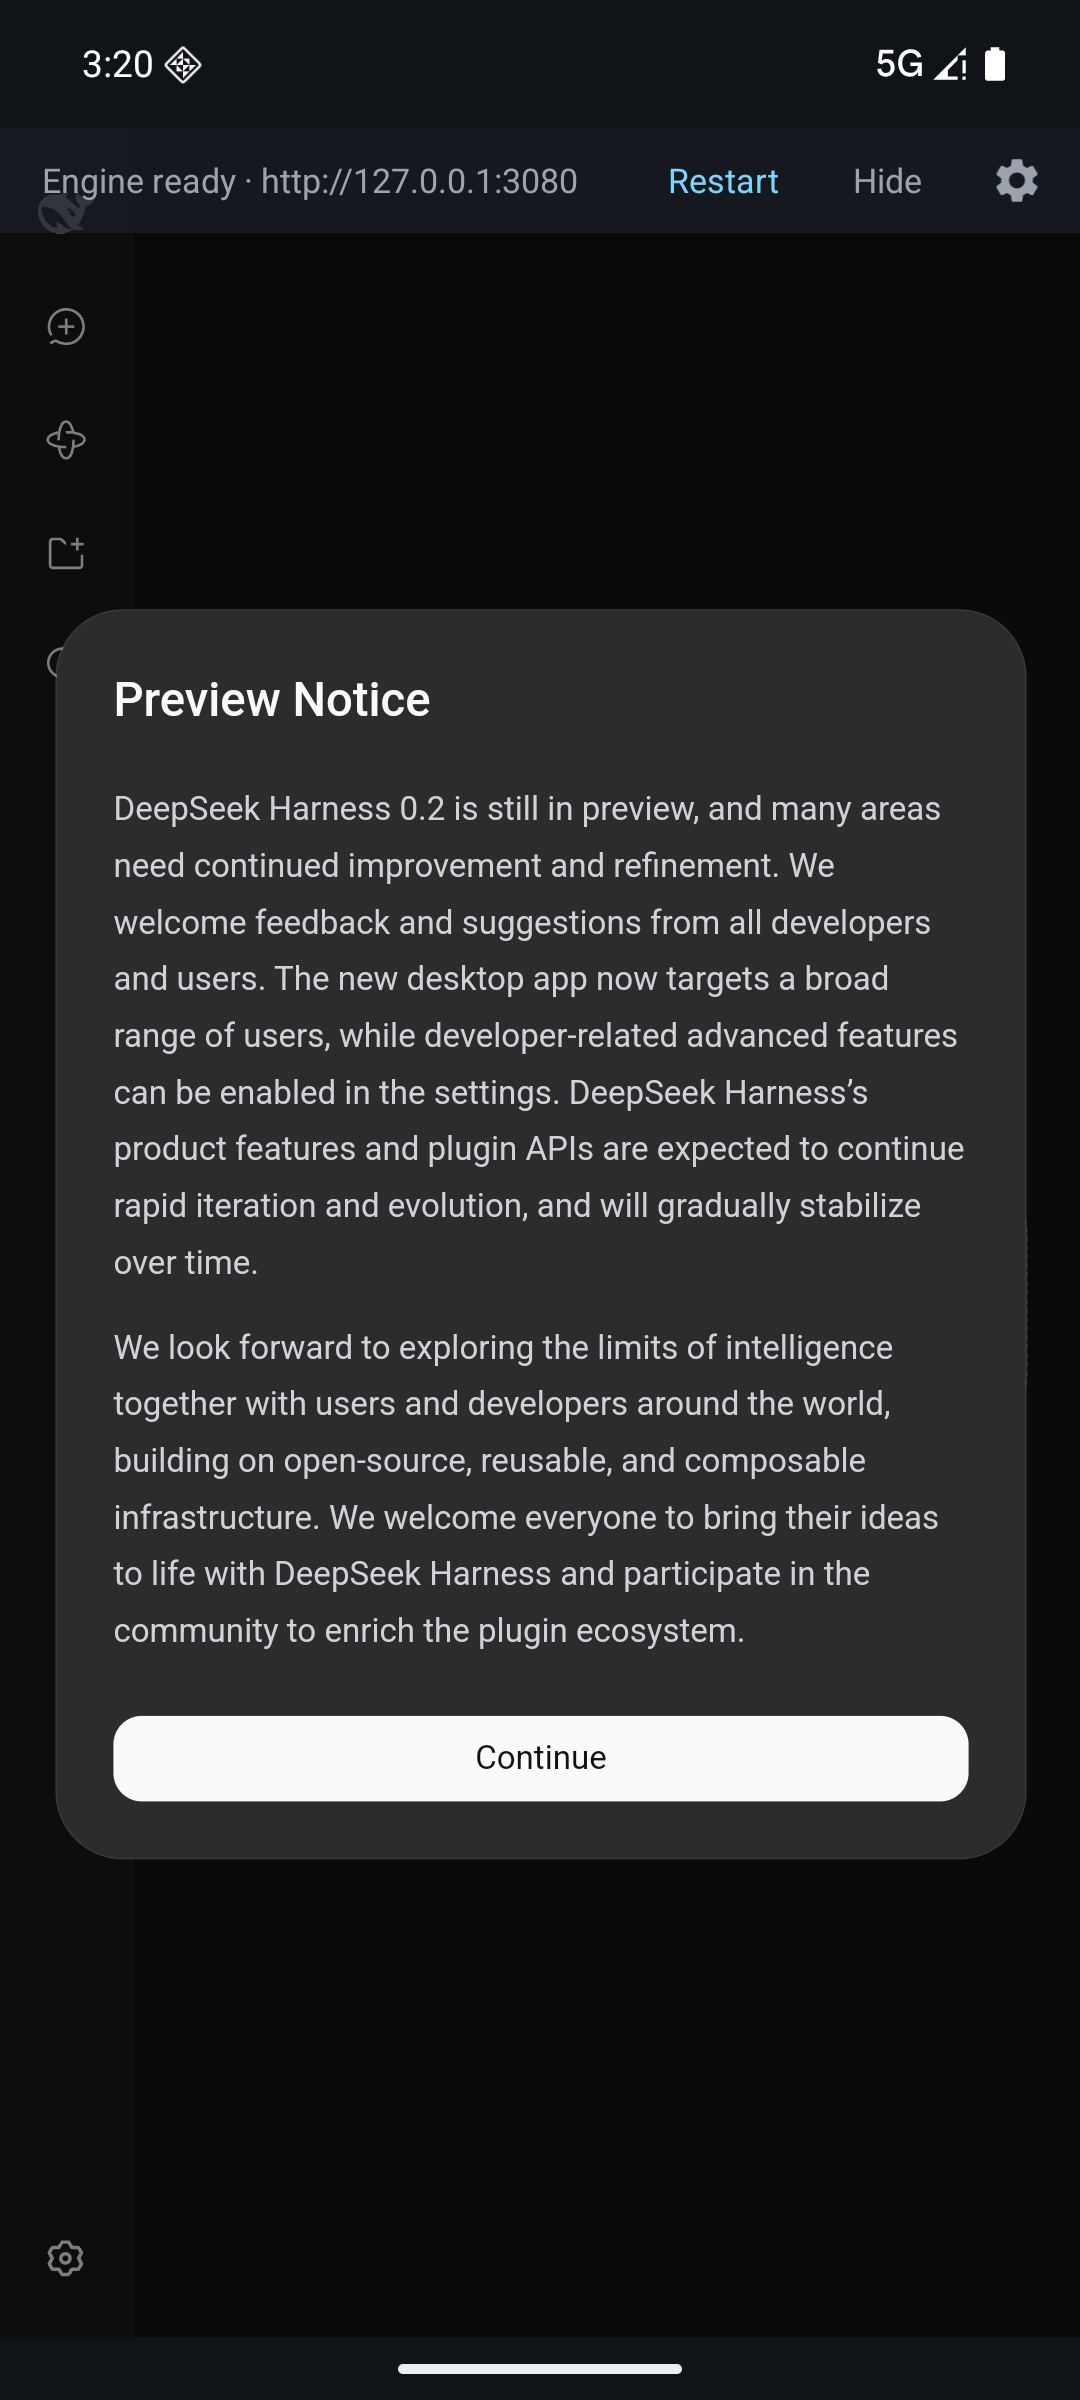 3:20
5G
Engine ready · http://127.0.0.1:3080
Restart
Hide
Preview Notice
DeepSeek Harness 0.2 is still in preview, and many areas
need continued improvement and refinement. We
welcome feedback and suggestions from all developers
and users. The new desktop app now targets a broad
range of users, while developer-related advanced features
can be enabled in the settings. DeepSeek Harness’s
product features and plugin APIs are expected to continue
rapid iteration and evolution, and will gradually stabilize
over time.
We look forward to exploring the limits of intelligence
together with users and developers around the world,
building on open-source, reusable, and composable
infrastructure. We welcome everyone to bring their ideas
to life with DeepSeek Harness and participate in the
community to enrich the plugin ecosystem.
Continue